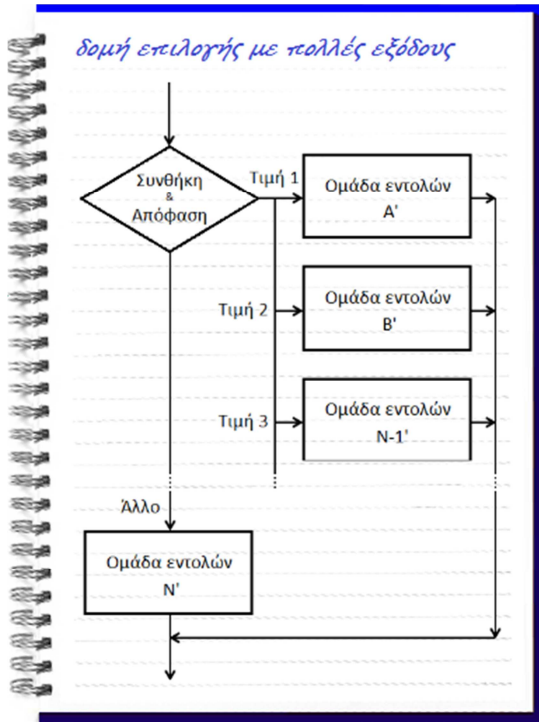 δομή επιλογής με πολλές εξόδους
Συνθήκη
&
Απόφαση
Τιμή 1
Ομάδα εντολών
Α'
Τιμή 2
Ομάδα εντολών
Β'
Τιμή 3
Ομάδα εντολών
Ν-1'
Άλλο
Ομάδα εντολών
Ν'